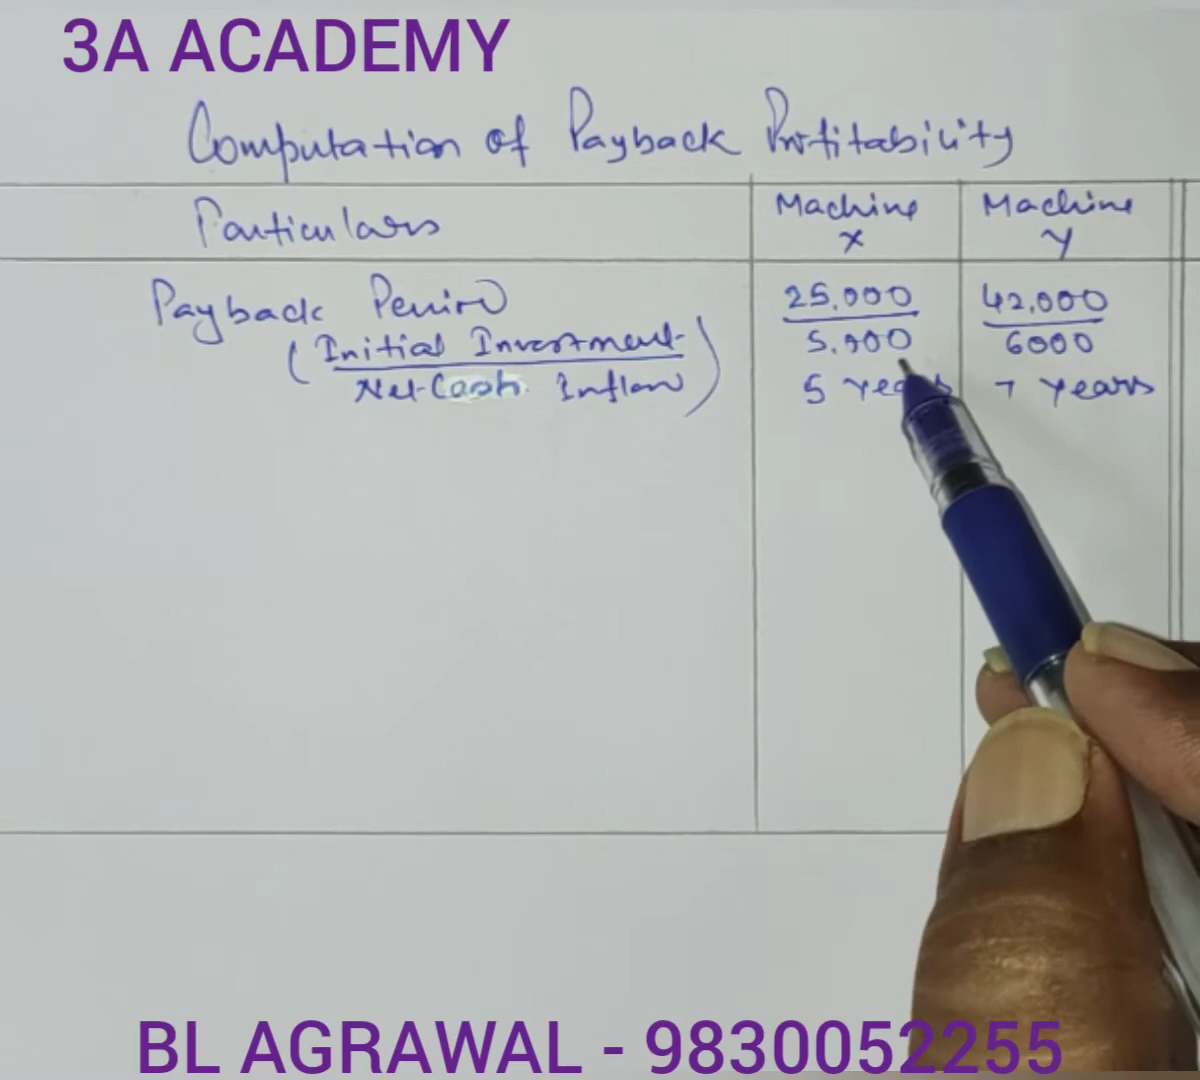 3A ACADEMY
Computation of Payback Profitability
Particulars Machine X Machine Y
Payback Period 25,000 42,000
(Initial Investment 5,000 6000
Net Cash Inflow) 5 Years 7 Years
BL AGRAWAL - 9830052255